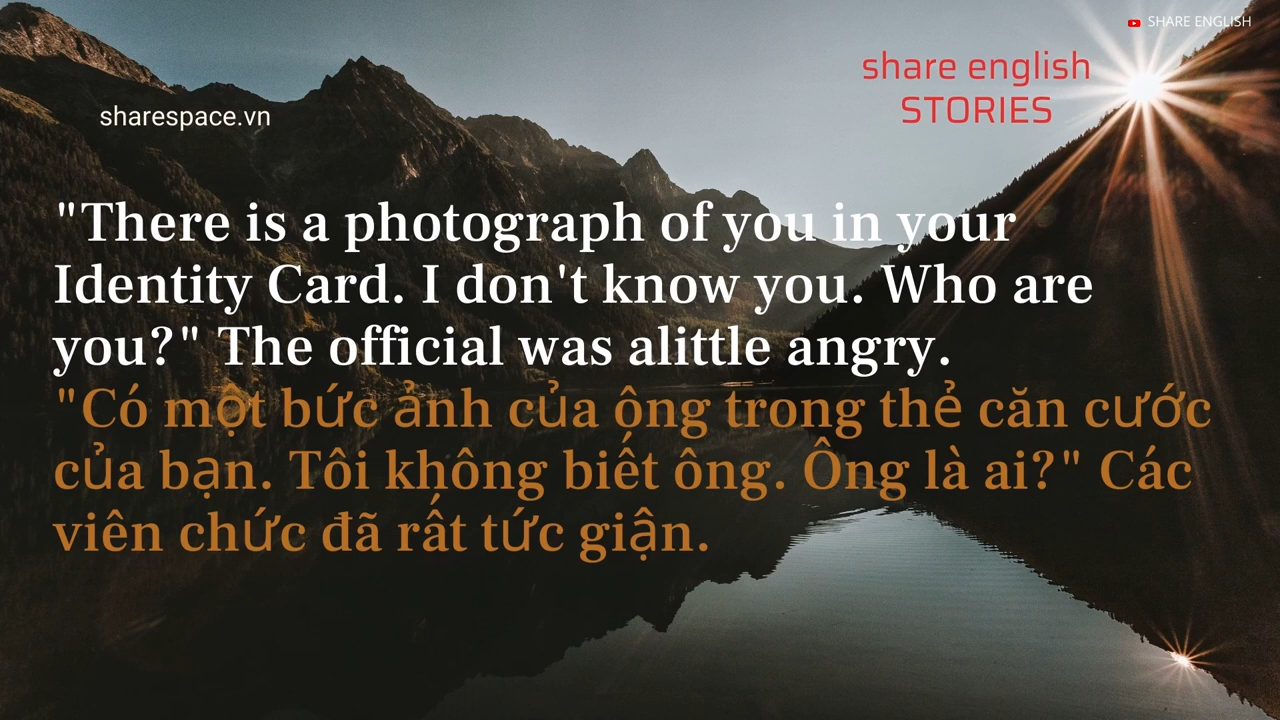 SHARE ENGLISH
share english
STORIES
sharespace.vn
"There is a photograph of you in your
Identity Card. I don't know you. Who are
you?" The official was alittle angry.
"Có một bức ảnh của ông trong thẻ căn cước
của bạn. Tôi không biết ông. Ông là ai?" Các
viên chức đã rất tức giận.